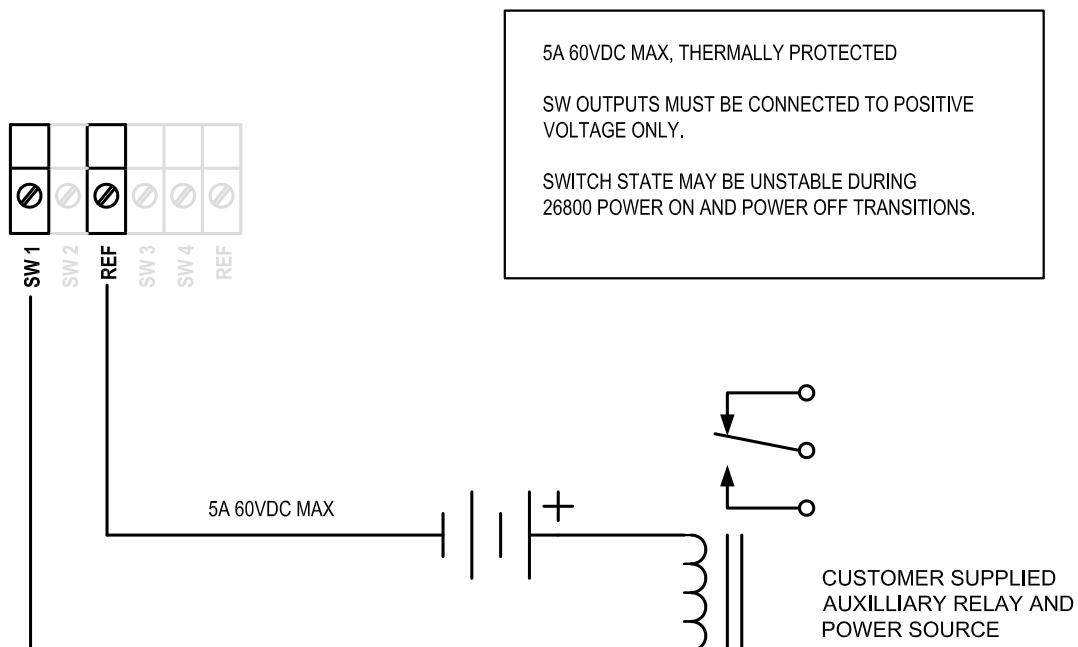 5A 60VDC MAX, THERMALLY PROTECTED
SW OUTPUTS MUST BE CONNECTED TO POSITIVE
VOLTAGE ONLY.
SWITCH STATE MAY BE UNSTABLE DURING
26800 POWER ON AND POWER OFF TRANSITIONS.
SW 1
SW 2
REF
SW 3
SW 4
REF
5A 60VDC MAX
+
CUSTOMER SUPPLIED
AUXILLIARY RELAY AND
POWER SOURCE